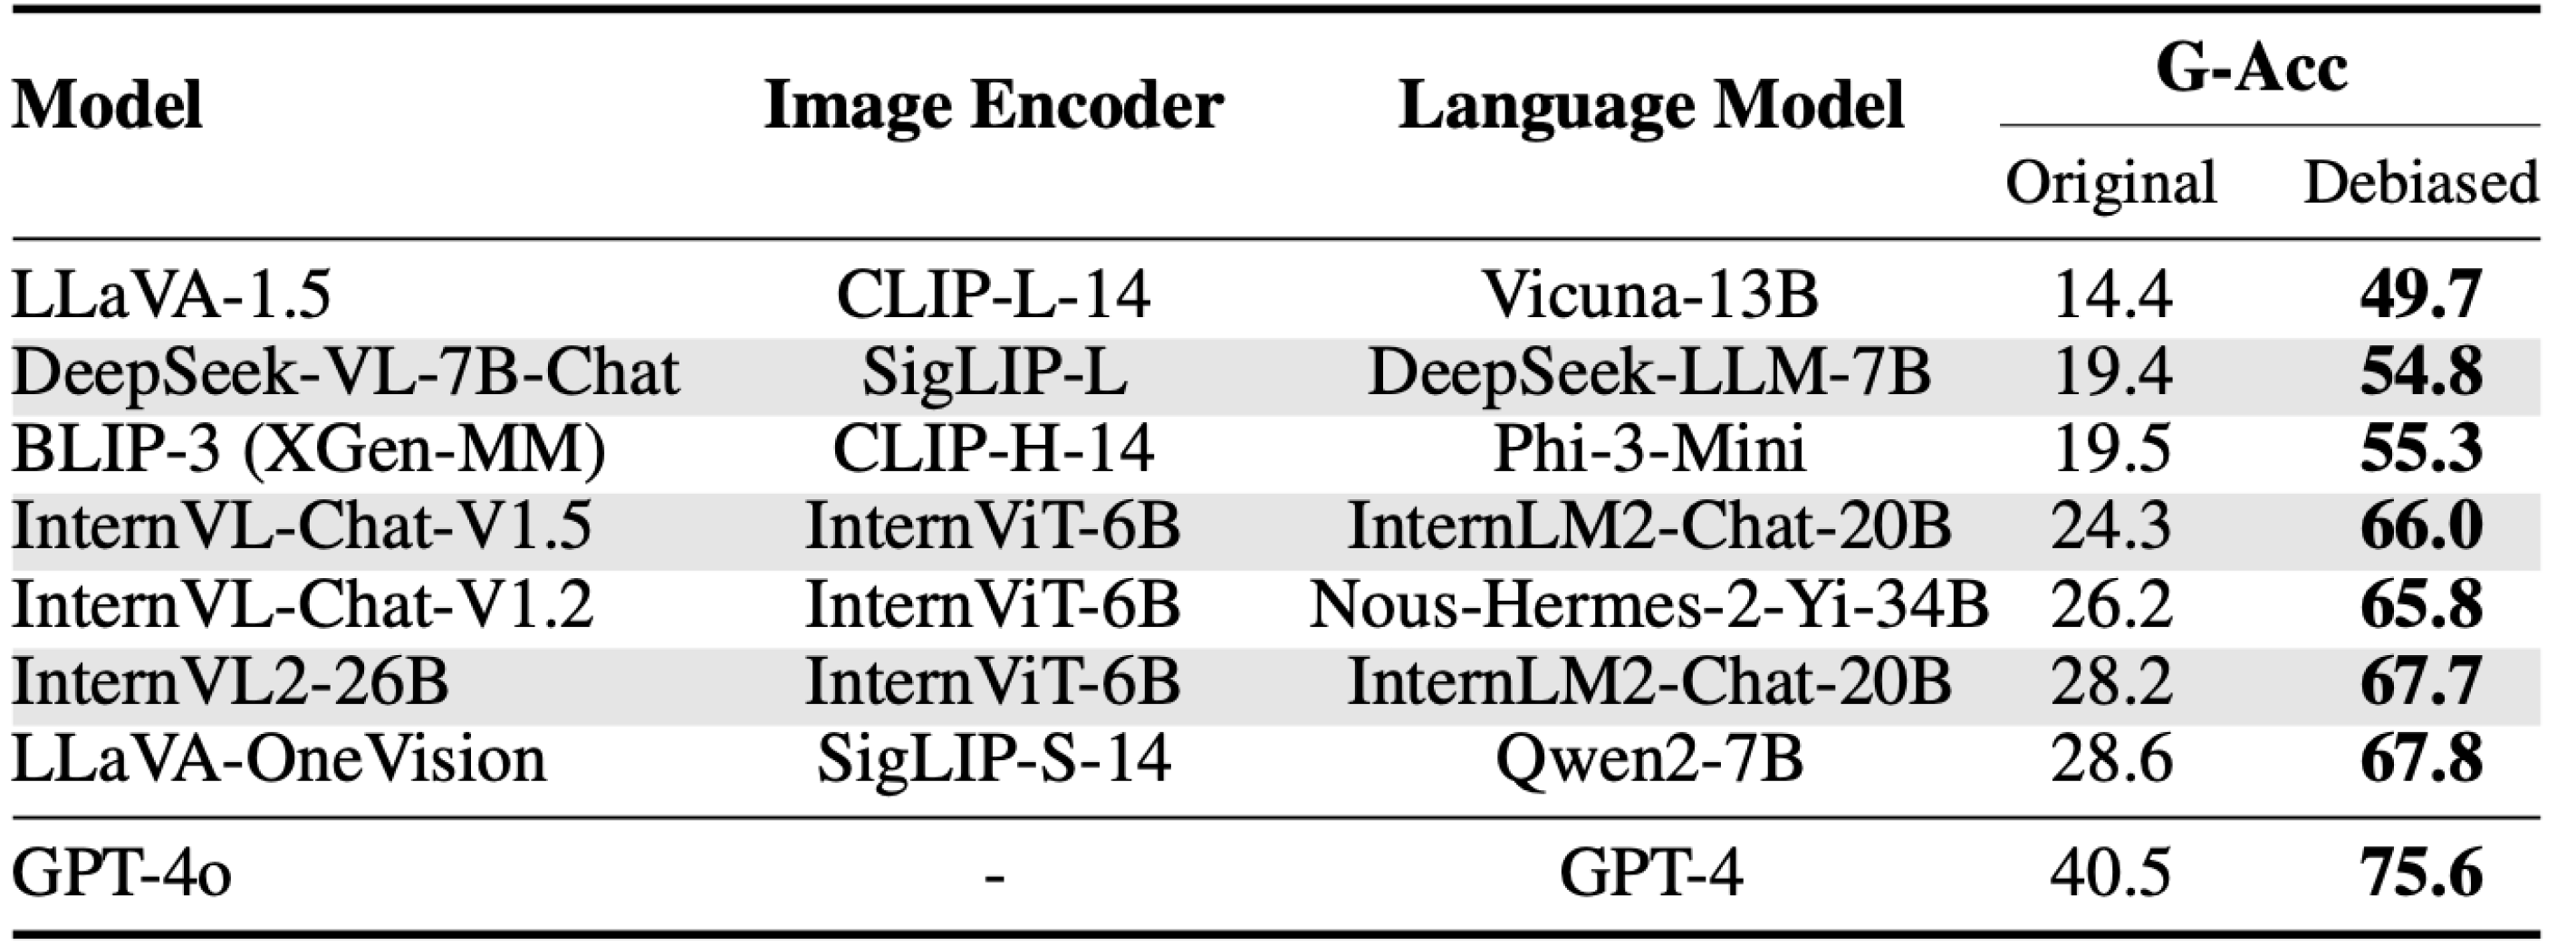 Model Image Encoder Language Model G-Acc
Original Debiased
LLaVA-1.5 CLIP-L-14 Vicuna-13B 14.4 49.7
DeepSeek-VL-7B-Chat SigLIP-L DeepSeek-LLM-7B 19.4 54.8
BLIP-3 (XGen-MM) CLIP-H-14 Phi-3-Mini 19.5 55.3
InternVL-Chat-V1.5 InternViT-6B InternLM2-Chat-20B 24.3 66.0
InternVL-Chat-V1.2 InternViT-6B Nous-Hermes-2-Yi-34B 26.2 65.8
InternVL2-26B InternViT-6B InternLM2-Chat-20B 28.2 67.7
LLaVA-OneVision SigLIP-S-14 Qwen2-7B 28.6 67.8
GPT-4o - GPT-4 40.5 75.6